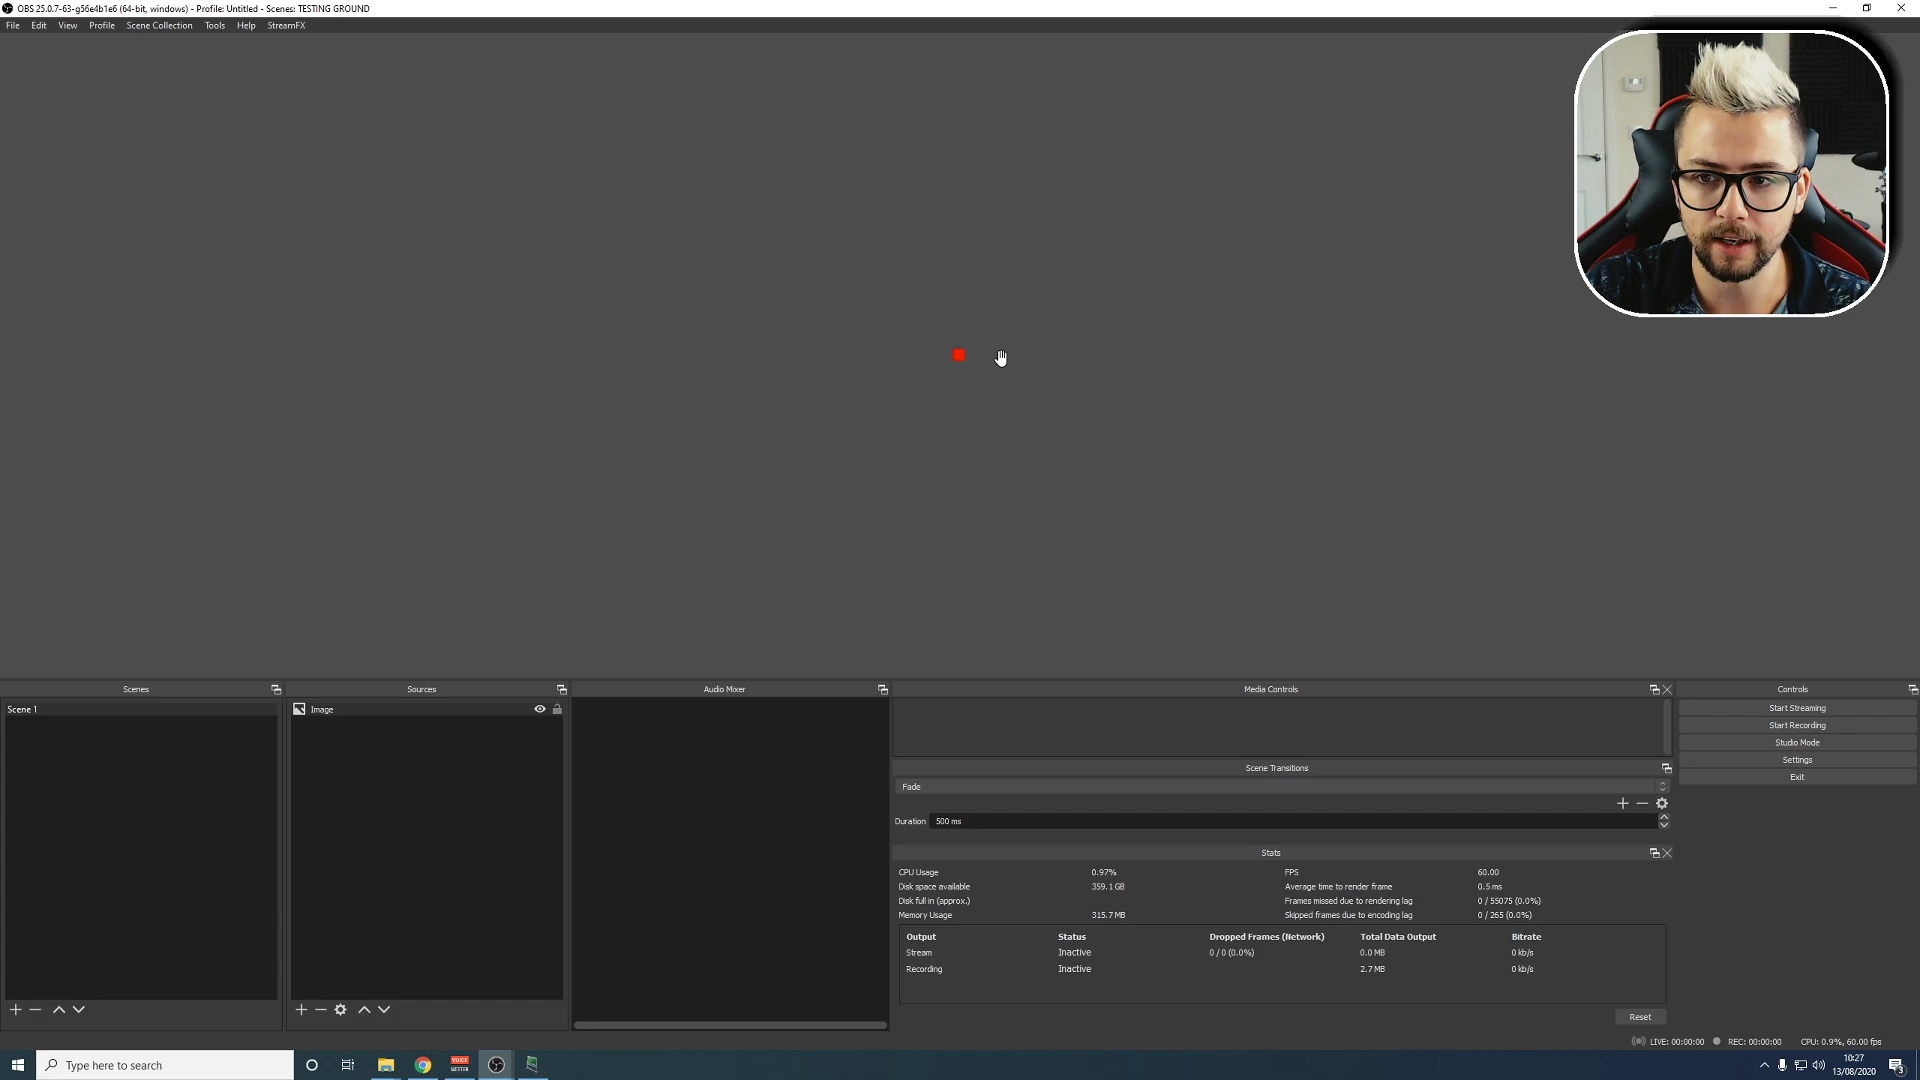 OBS 25.0.7-63-g56e4b1e6 (64-bit, windows) - Profile: Untitled - Scenes: TESTING GROUND
File Edit View Profile Scene Collection Tools Help StreamFX
Scenes Sources Audio Mixer Media Controls Controls
Scene 1
Image
Start Streaming
Start Recording
Studio Mode
Settings
Exit
Scene Transitions
Fade
Duration 500 ms
Stats
CPU Usage 0.97% FPS 60.00
Disk space available 359.1 GB Average time to render frame 0.5 ms
Disk full in (approx.) Frames missed due to rendering lag 0 / 55075 (0.0%)
Memory Usage 315.7 MB Skipped frames due to encoding lag 0 / 265 (0.0%)
Output Status Dropped Frames (Network) Total Data Output Bitrate
Stream Inactive 0 / 0 (0.0%) 0.0 MB 0 kb/s
Recording Inactive 2.7 MB 0 kb/s
Reset
LIVE: 00:00:00 REC: 00:00:00 CPU: 0.9%, 60.00 fps
Type here to search
VOICE
MEETER
10:27
13/08/2020
3